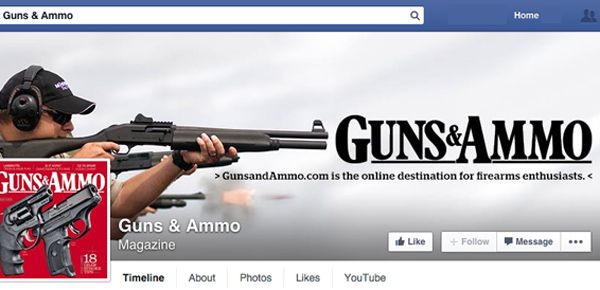 Guns & Ammo
Home
GUNS&AMMO
> GunsandAmmo.com is the online destination for firearms enthusiasts. <
GUNS&AMMO
18
Guns & Ammo
Magazine
Like
+ Follow
Message
•••
Timeline
About
Photos
Likes
YouTube